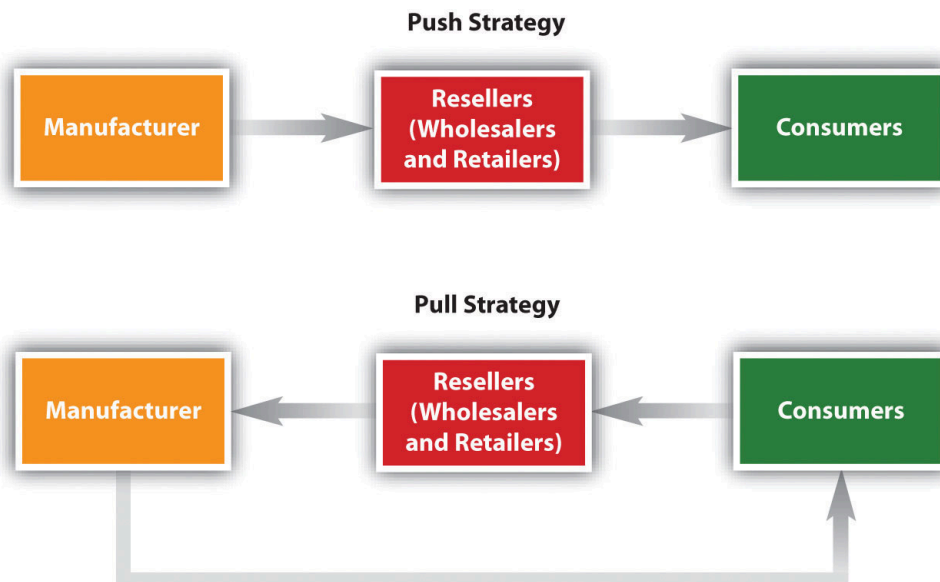 Push Strategy
Manufacturer
Resellers
(Wholesalers
and Retailers)
Consumers
Pull Strategy
Manufacturer
Resellers
(Wholesalers
and Retailers)
Consumers